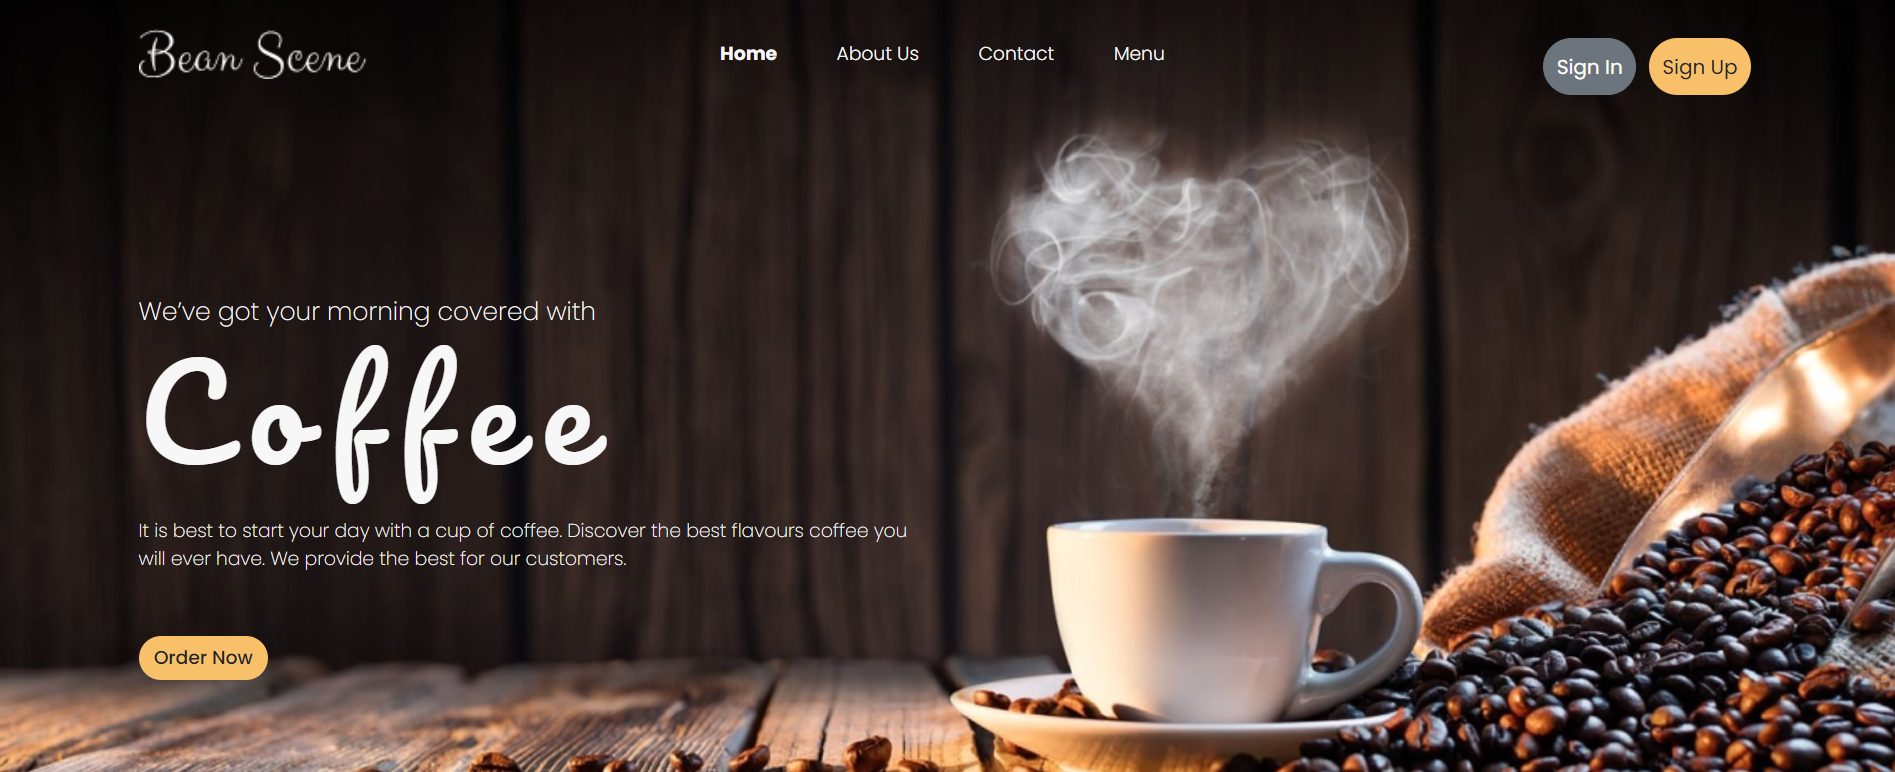 Bean Scene
Home
About Us
Contact
Menu
Sign In
Sign Up
We’ve got your morning covered with
Coffee
It is best to start your day with a cup of coffee. Discover the best flavours coffee you
will ever have. We provide the best for our customers.
Order Now